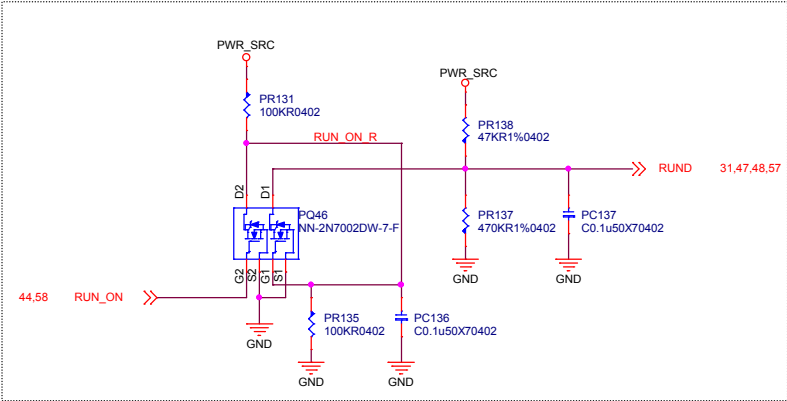 PWR_SRC
PWR_SRC
PR131
100KR0402
PR138
47KR1%0402
RUN_ON_R
RUND 31,47,48,57
D2
D1
PQ46
NN-2N7002DW-7-F
PR137
470KR1%0402
PC137
C0.1u50X70402
G2
S2
G1
S1
GND
GND
44,58 RUN_ON
PR135
100KR0402
PC136
C0.1u50X70402
GND
GND
GND